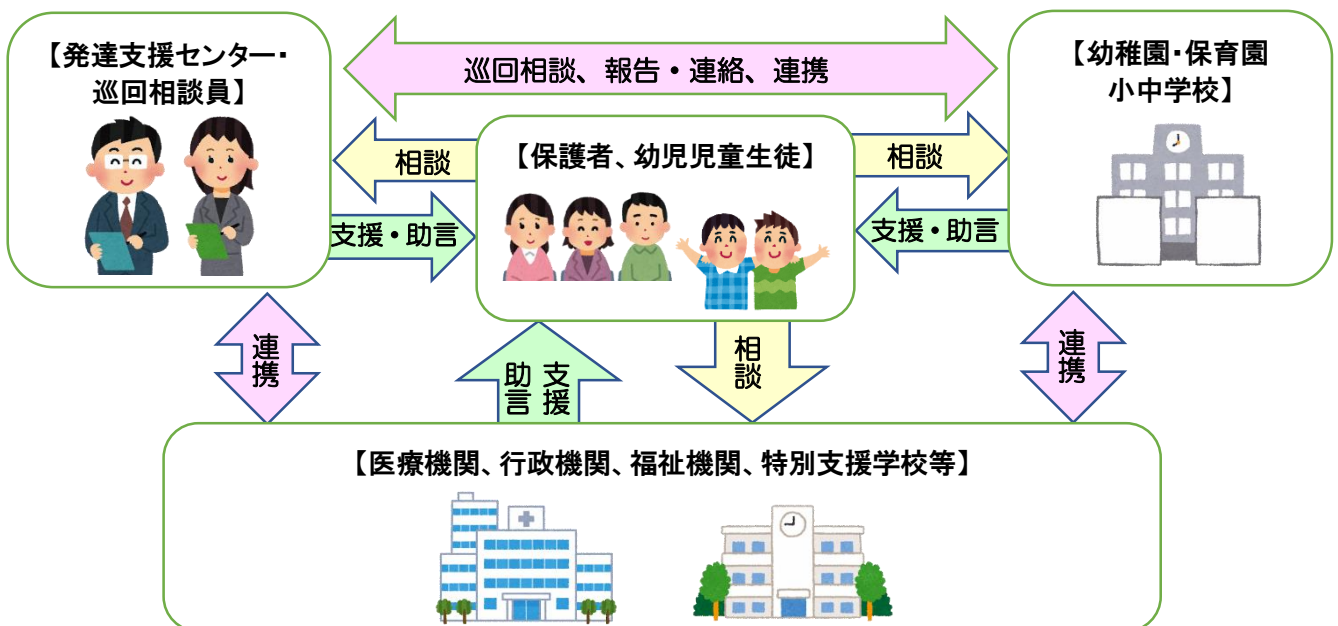 【発達支援センター・
巡回相談員】
巡回相談、報告・連絡、連携
【幼稚園・保育園
小中学校】
相談
【保護者、幼児児童生徒】
相談
支援・助言
支援・助言
連携
支援
助言
相談
連携
【医療機関、行政機関、福祉機関、特別支援学校等】